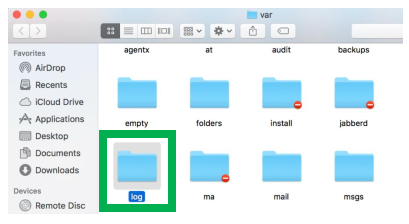 var
Favorites
AirDrop
Recents
iCloud Drive
Applications
Desktop
Documents
Downloads
Devices
Remote Disc
agentx at audit backups
empty folders install jabberd
log ma mail msgs